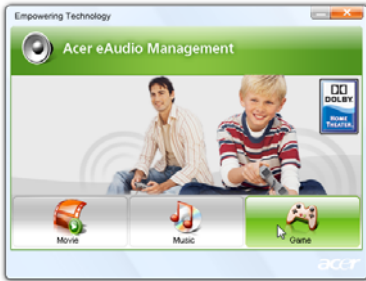 Empowering Technology
Acer eAudio Management
DOLBY
HOME
THEATER
Movie
Music
Game
acer